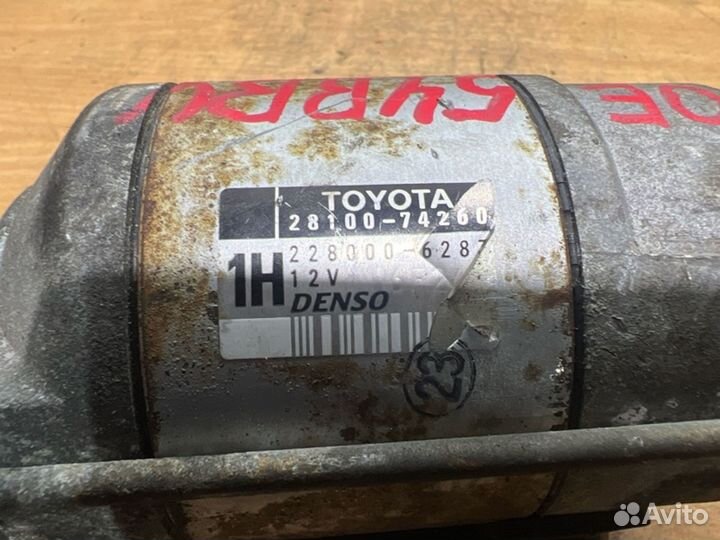 TOYOTA
28100-74260
228000-6287
1H
12V
DENSO
23
Avito